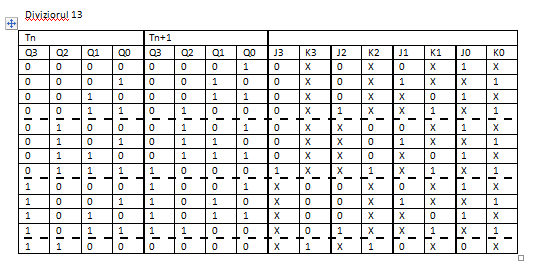 Diviziorul 13
Tn Tn+1
Q3 Q2 Q1 Q0 Q3 Q2 Q1 Q0 J3 K3 J2 K2 J1 K1 J0 K0
0 0 0 0 0 0 0 1 0 X 0 X 0 X 1 X
0 0 0 1 0 0 1 0 0 X 0 X 1 X X 1
0 0 1 0 0 0 1 1 0 X 0 X X 0 1 X
0 0 1 1 0 1 0 0 0 X 1 X X 1 X 1
0 1 0 0 0 1 0 1 0 X X 0 0 X 1 X
0 1 0 1 0 1 1 0 0 X X 0 1 X X 1
0 1 1 0 0 1 1 1 0 X X 0 X 0 1 X
0 1 1 1 1 0 0 0 1 X X 1 X 1 X 1
1 0 0 0 1 0 0 1 X 0 0 X 0 X 1 X
1 0 0 1 1 0 1 0 X 0 0 X 1 X X 1
1 0 1 0 1 0 1 1 X 0 0 X X 0 1 X
1 0 1 1 1 1 0 0 X 0 1 X X 1 X 1
1 1 0 0 0 0 0 0 X 1 X 1 0 X 0 X